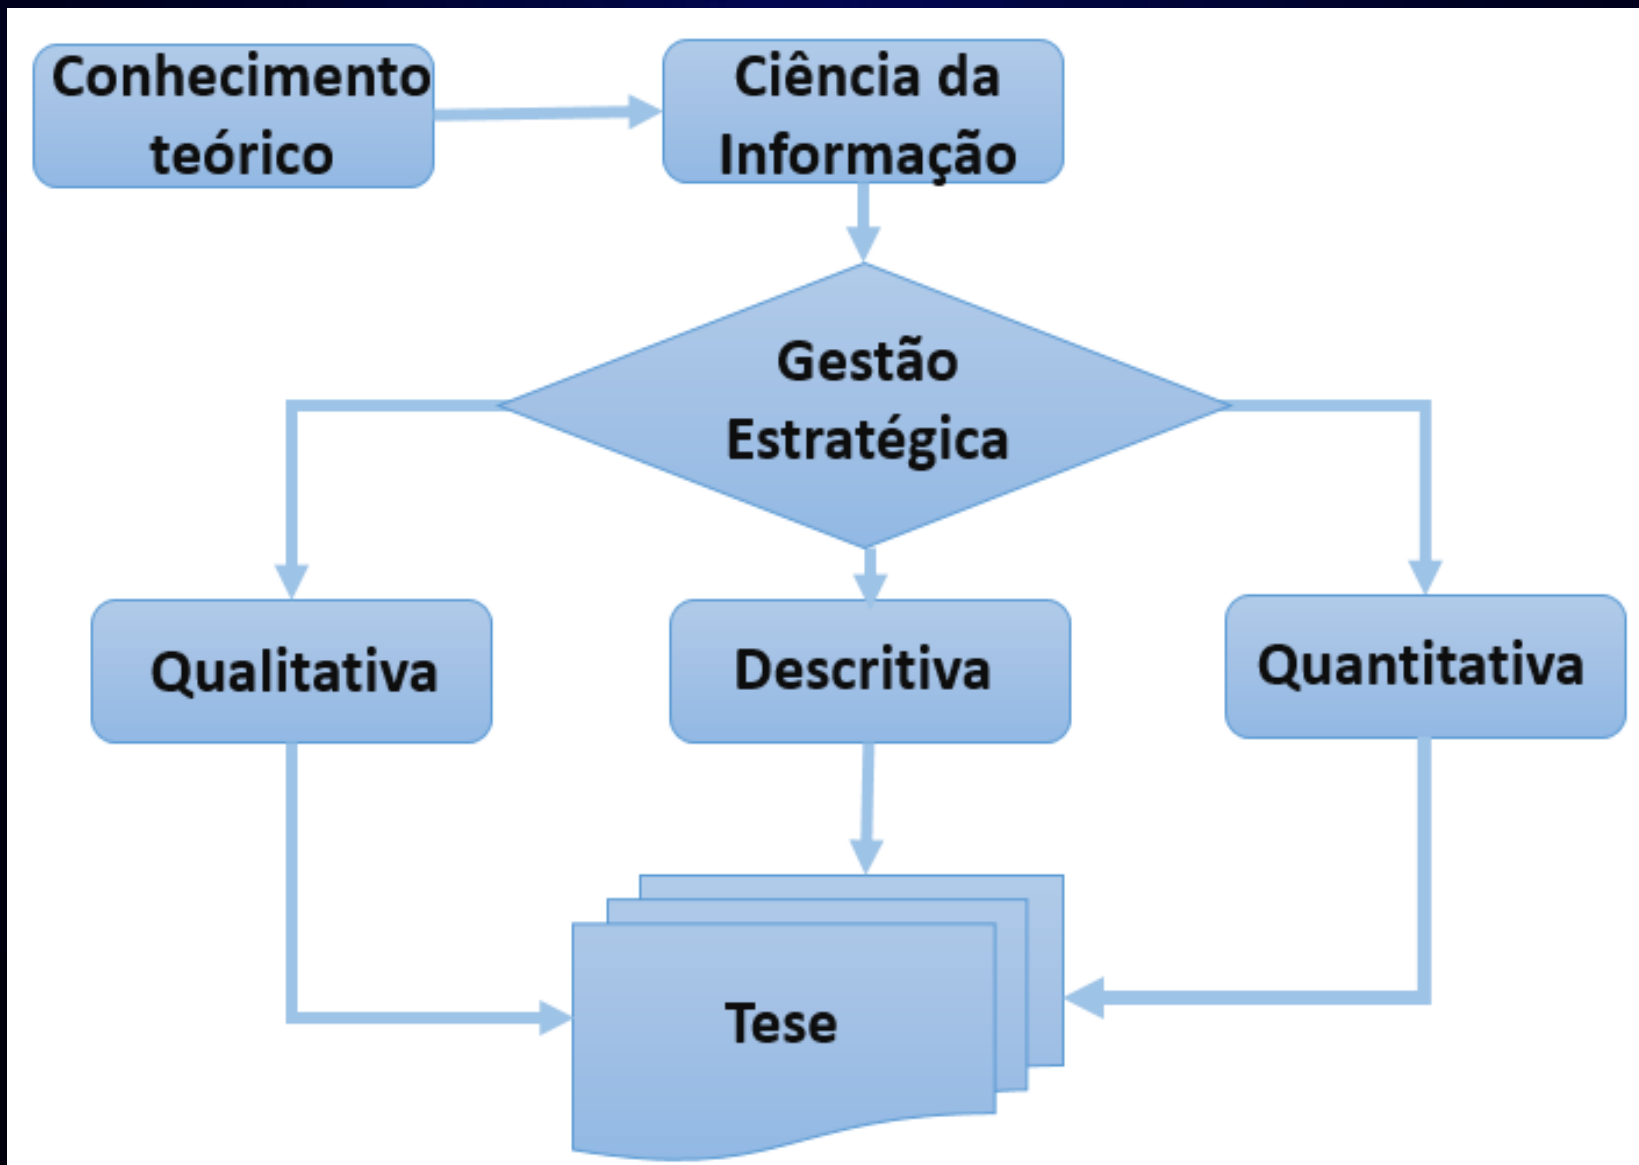 Conhecimento
teórico
Ciência da
Informação
Gestão
Estratégica
Qualitativa
Descritiva
Quantitativa
Tese